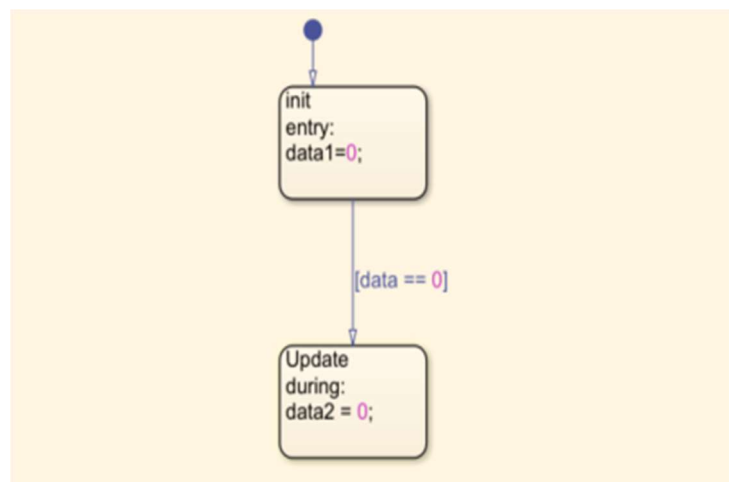 init
entry:
data1=0;
[data == 0]
Update
during:
data2 = 0;